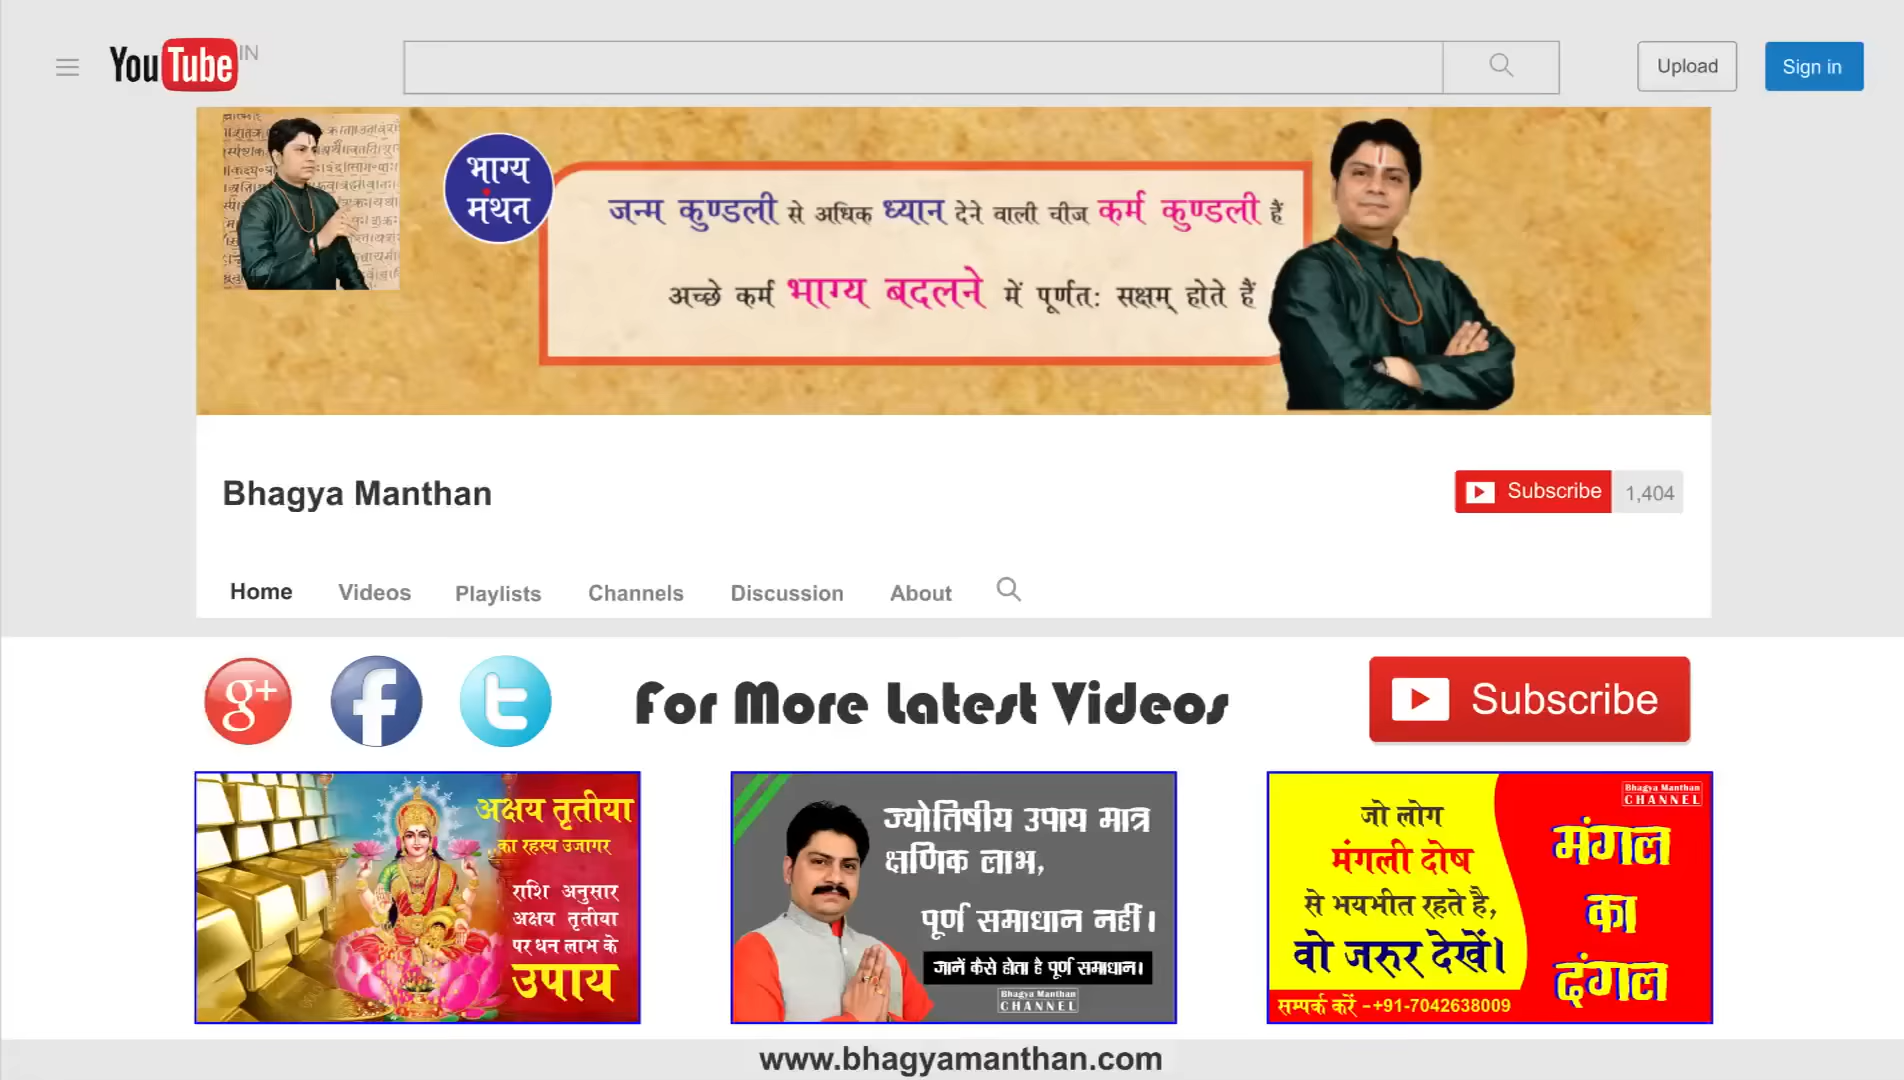 YouTube IN
Upload
Sign in
भाग्य
मंथन
जन्म कुण्डली से अधिक ध्यान देने वाली चीज कर्म कुण्डली हैं
अच्छे कर्म भाग्य बदलने में पूर्णतः सक्षम् होते हैं
Bhagya Manthan
Subscribe 1,404
Home Videos Playlists Channels Discussion About
g+ f t
For More Latest Videos
Subscribe
अक्षय तृतीया
का रहस्य उजागर
राशि अनुसार
अक्षय तृतीया
पर धन लाभ के
उपाय
ज्योतिषीय उपाय मात्र
क्षणिक लाभ,
पूर्ण समाधान नहीं।
जानें कैसे होता है पूर्ण समाधान।
Bhagya Manthan
CHANNEL
जो लोग
मंगली दोष
से भयभीत रहते है,
वो जरुर देखें।
सम्पर्क करें -+91-7042638009
Bhagya Manthan
CHANNEL
मंगल
का
दंगल
www.bhagyamanthan.com